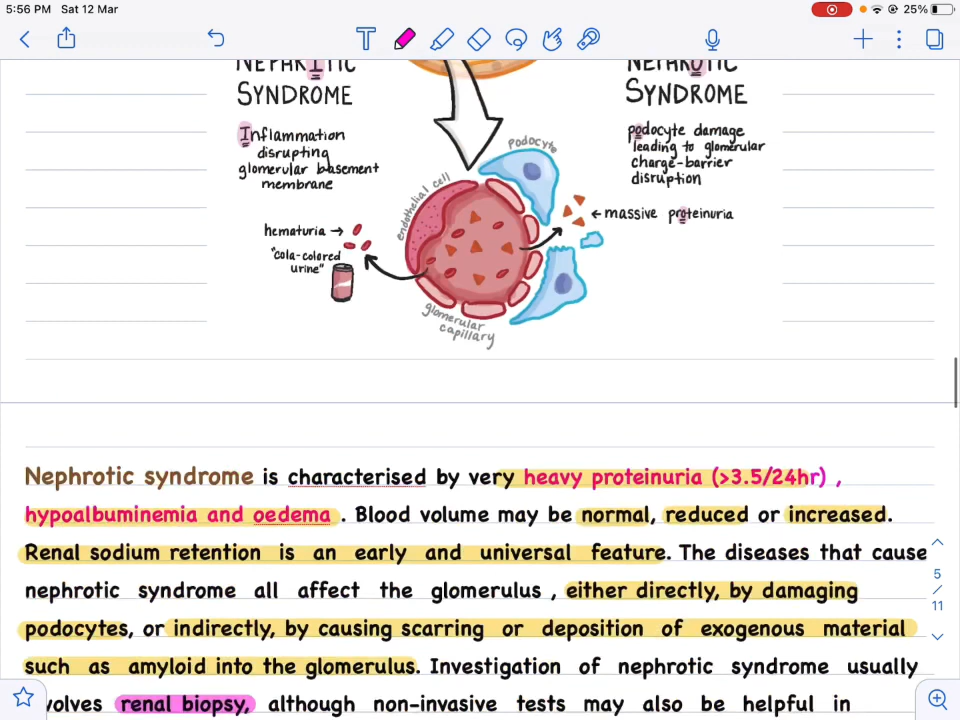 5:56 PM Sat 12 Mar
25%
NEPHRITIC
SYNDROME
NEPHROTIC
SYNDROME
Inflammation
disrupting
glomerular basement
membrane
podocyte damage
leading to glomerular
charge-barrier
disruption
podocyte
endothelial cell
← massive proteinuria
hematuria →
"cola-colored
urine"
glomerular
capillary
Nephrotic syndrome is characterised by very heavy proteinuria (>3.5/24hr) ,
hypoalbuminemia and oedema . Blood volume may be normal, reduced or increased.
Renal sodium retention is an early and universal feature. The diseases that cause
nephrotic syndrome all affect the glomerulus , either directly, by damaging
podocytes, or indirectly, by causing scarring or deposition of exogenous material
such as amyloid into the glomerulus. Investigation of nephrotic syndrome usually
volves renal biopsy, although non-invasive tests may also be helpful in
5
/
11